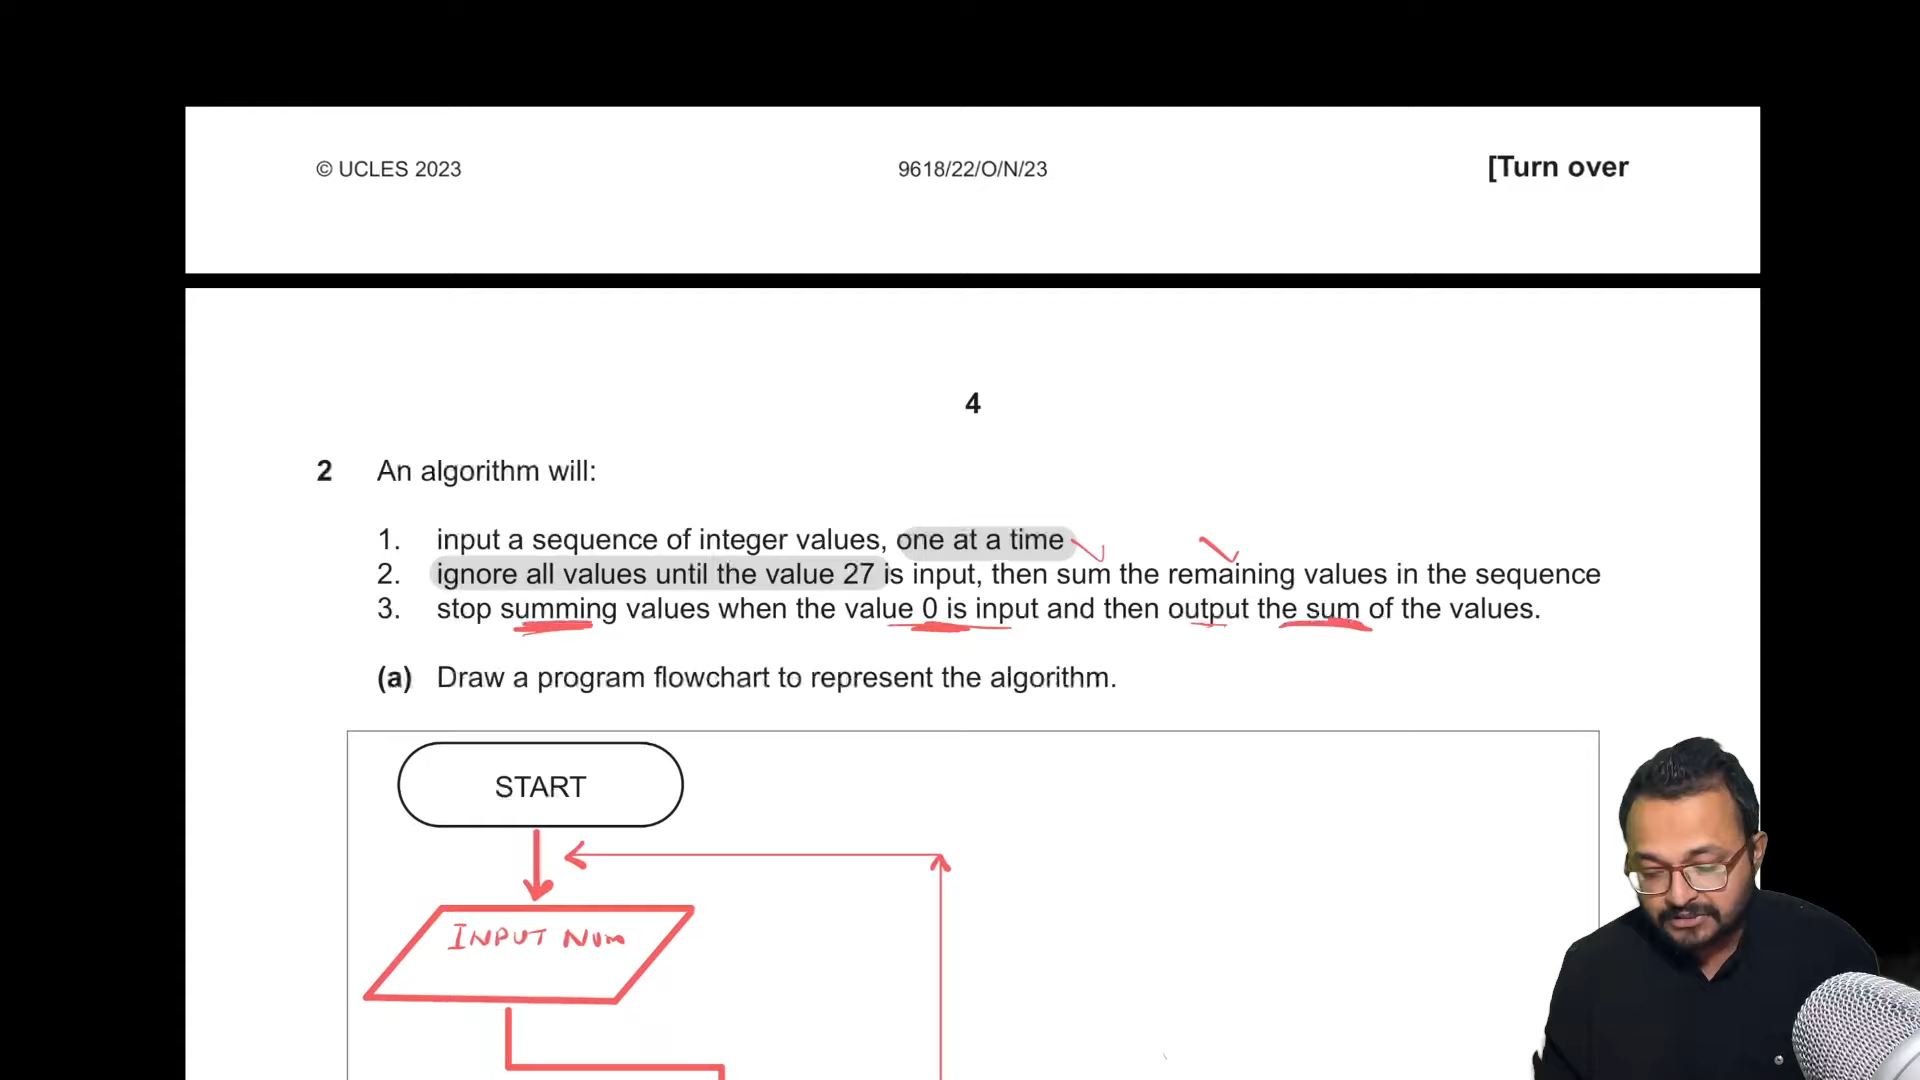 © UCLES 2023 9618/22/O/N/23 [Turn over
4
2 An algorithm will:
1. input a sequence of integer values, one at a time
2. ignore all values until the value 27 is input, then sum the remaining values in the sequence
3. stop summing values when the value 0 is input and then output the sum of the values.
(a) Draw a program flowchart to represent the algorithm.
START
INPUT NUM